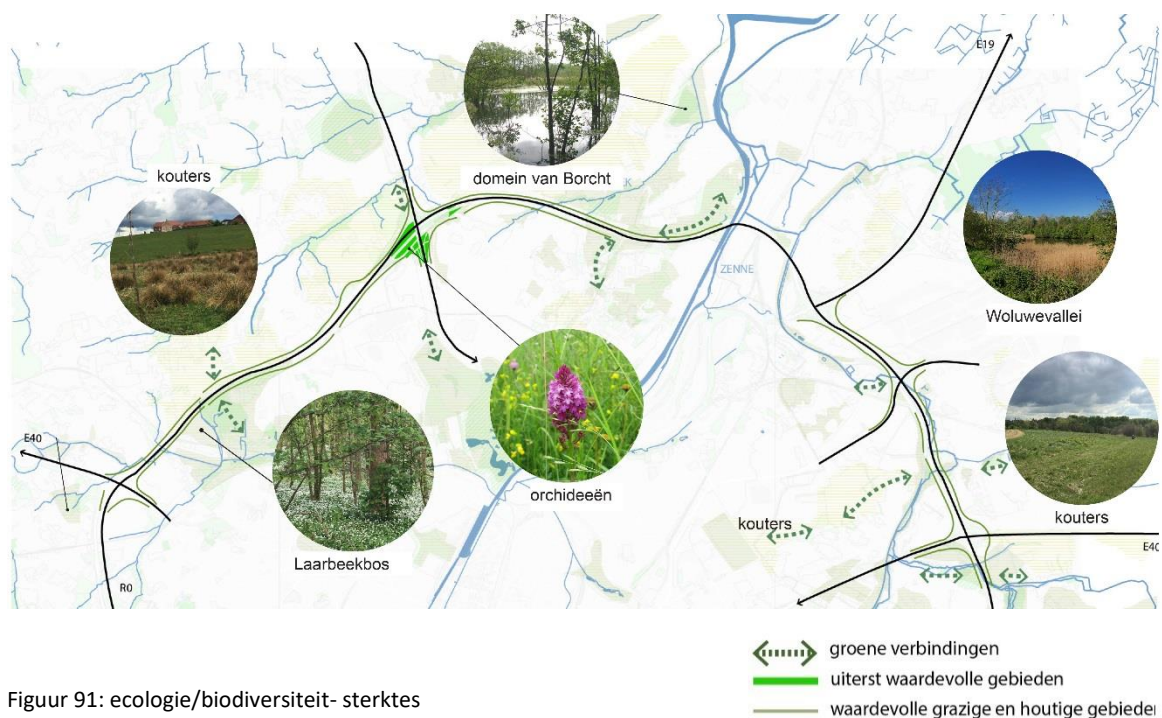 E19
domein van Borcht
kouters
ZENNE
Woluwevallei
E40
orchideeën
kouters
kouters
Laarbeekbos
E40
R0
groene verbindingen
uiterst waardevolle gebieden
waardevolle grazige en houtige gebieden
Figuur 91: ecologie/biodiversiteit- sterktes